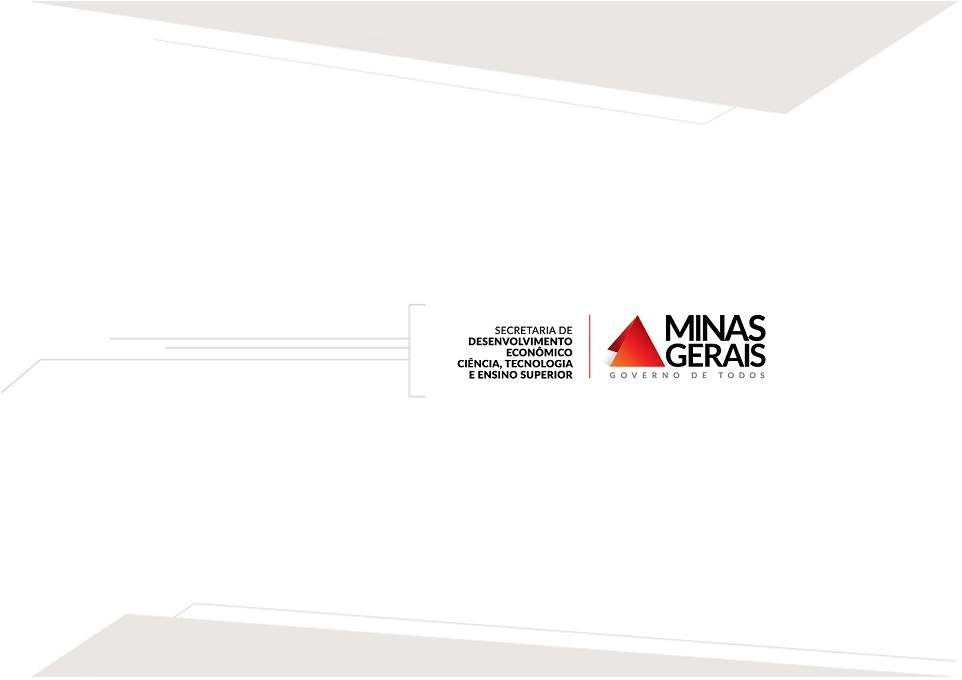 SECRETARIA DE
DESENVOLVIMENTO
ECONÔMICO
CIÊNCIA, TECNOLOGIA
E ENSINO SUPERIOR
MINAS
GERAIS
GOVERNO DE TODOS